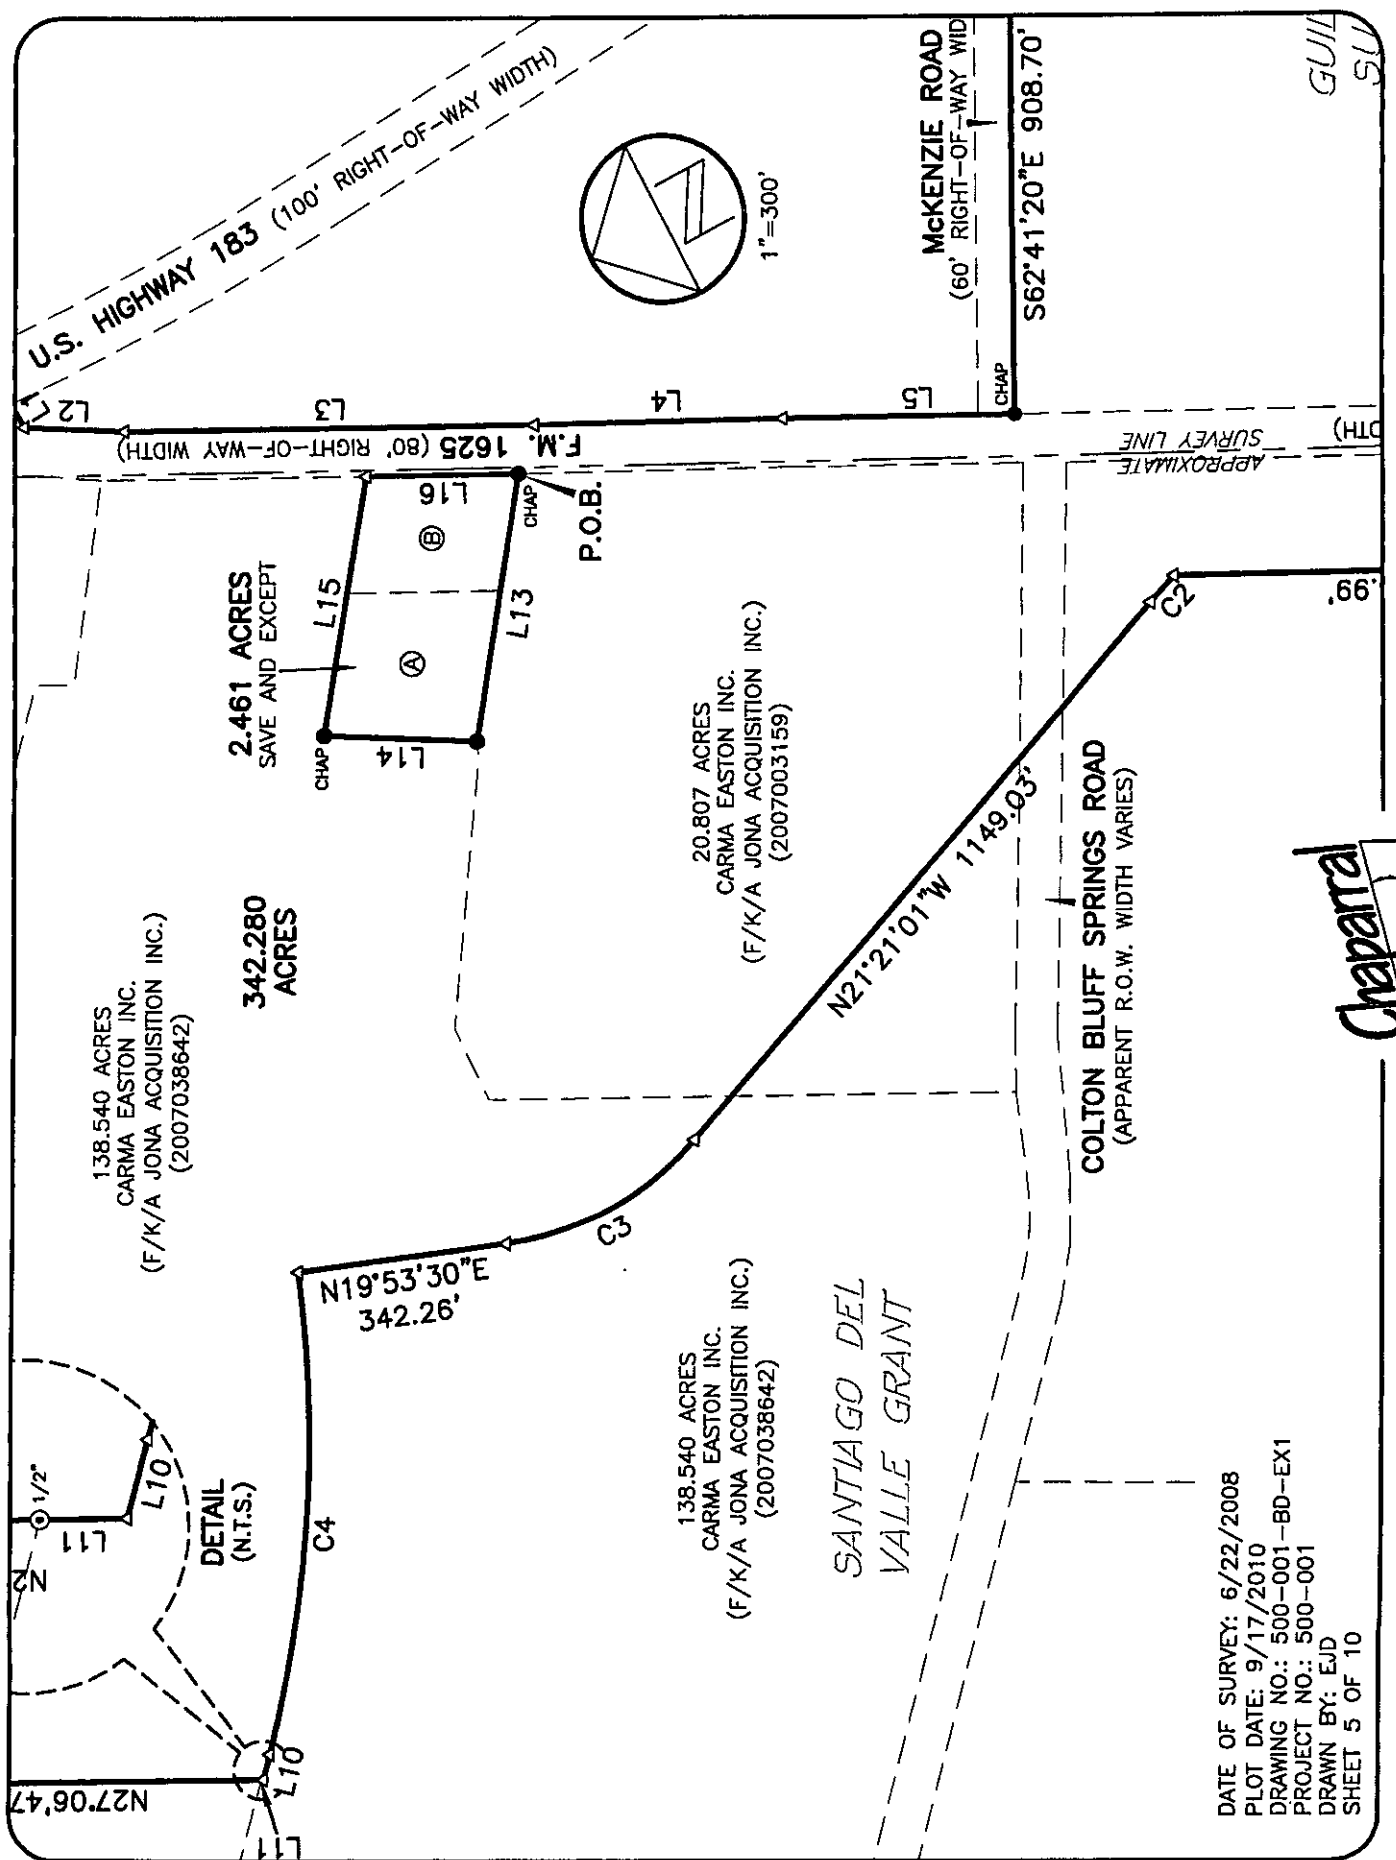 U.S. HIGHWAY 183 (100' RIGHT-OF-WAY WIDTH)
McKENZIE ROAD
(60' RIGHT-OF-WAY WID
S62°41'20"E 908.70'
GUIL
SU
1"=300'
L2
L3
L4
L5
CHAP
F.M. 1625 (80' RIGHT-OF-WAY WIDTH)
APPROXIMATE
SURVEY LINE
DTH)
L16
CHAP
P.O.B.
2.461 ACRES
SAVE AND EXCEPT
L15
B
A
L13
L14
CHAP
.99'
C2
20.807 ACRES
CARMA EASTON INC.
(F/K/A JONA ACQUISITION INC.)
(2007003159)
N21°21'01"W 1149.03'
COLTON BLUFF SPRINGS ROAD
(APPARENT R.O.W. WIDTH VARIES)
342.280
ACRES
138.540 ACRES
CARMA EASTON INC.
(F/K/A JONA ACQUISITION INC.)
(2007038642)
Chaparral
C3
N19°53'30"E
342.26'
C4
138.540 ACRES
CARMA EASTON INC.
(F/K/A JONA ACQUISITION INC.)
(2007038642)
SANTIAGO DEL
VALLE GRANT
1/2"
L10
L11
N2
DETAIL
(N.T.S.)
N27°06'47
L10
L11
DATE OF SURVEY: 6/22/2008
PLOT DATE: 9/17/2010
DRAWING NO.: 500-001-BD-EX1
PROJECT NO.: 500-001
DRAWN BY: EJD
SHEET 5 OF 10